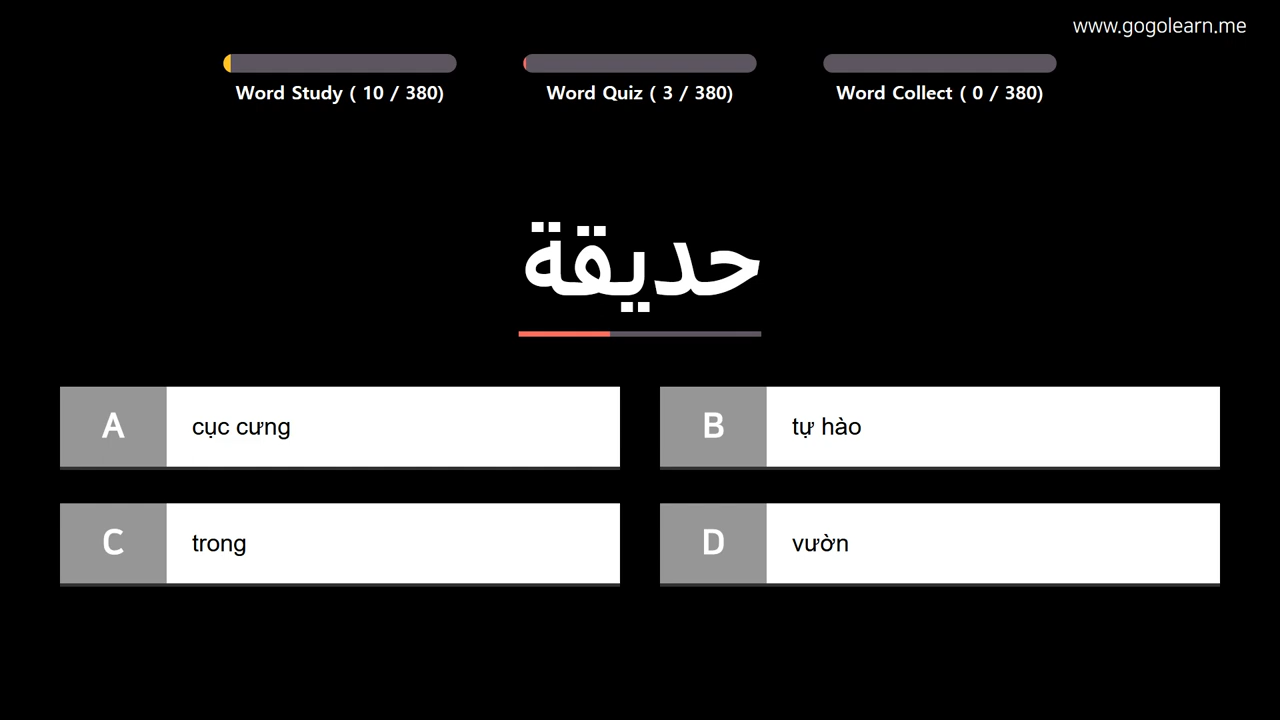 www.gogolearn.me
Word Study ( 10 / 380)
Word Quiz ( 3 / 380)
Word Collect ( 0 / 380)
حديقة
A cục cưng
B tự hào
C trong
D vườn